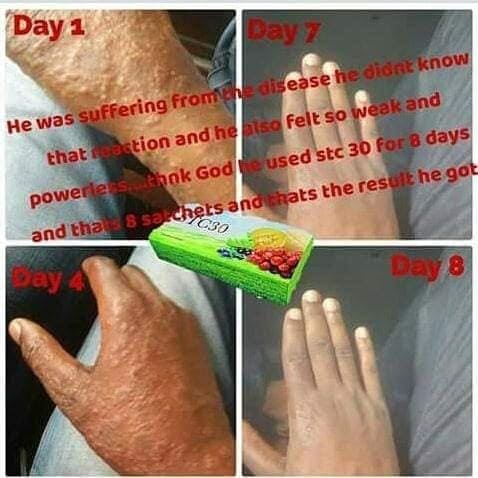 Day 1
Day 7
He was suffering from the disease he didnt know
that reaction and he also felt so weak and
powerless....thnk God he used stc 30 for 8 days
and thats 8 satchets and thats the result he got
STC30
Day 4
Day 8